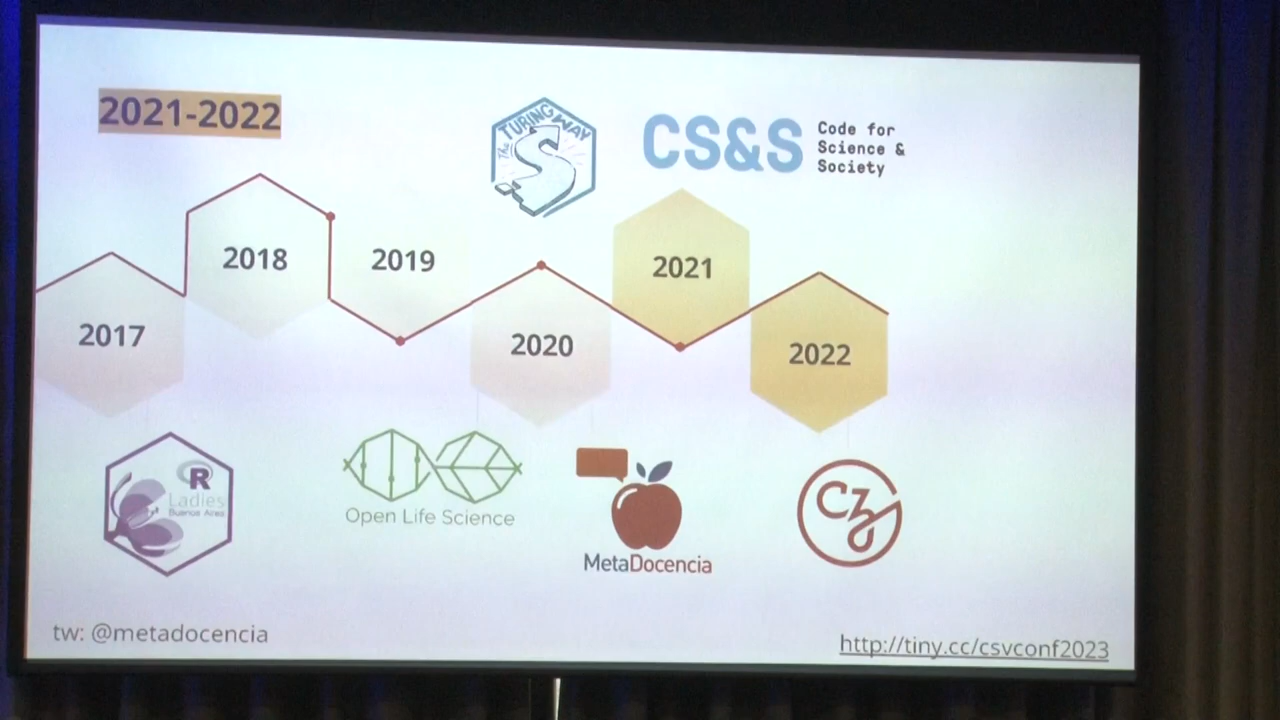 2021-2022
The TURING WAY
CS&S
Code for
Science &
Society
2018
2019
2021
2017
2020
2022
R
Ladies
Buenos Aires
Open Life Science
MetaDocencia
CZI
tw: @metadocencia
http://tiny.cc/csvconf2023